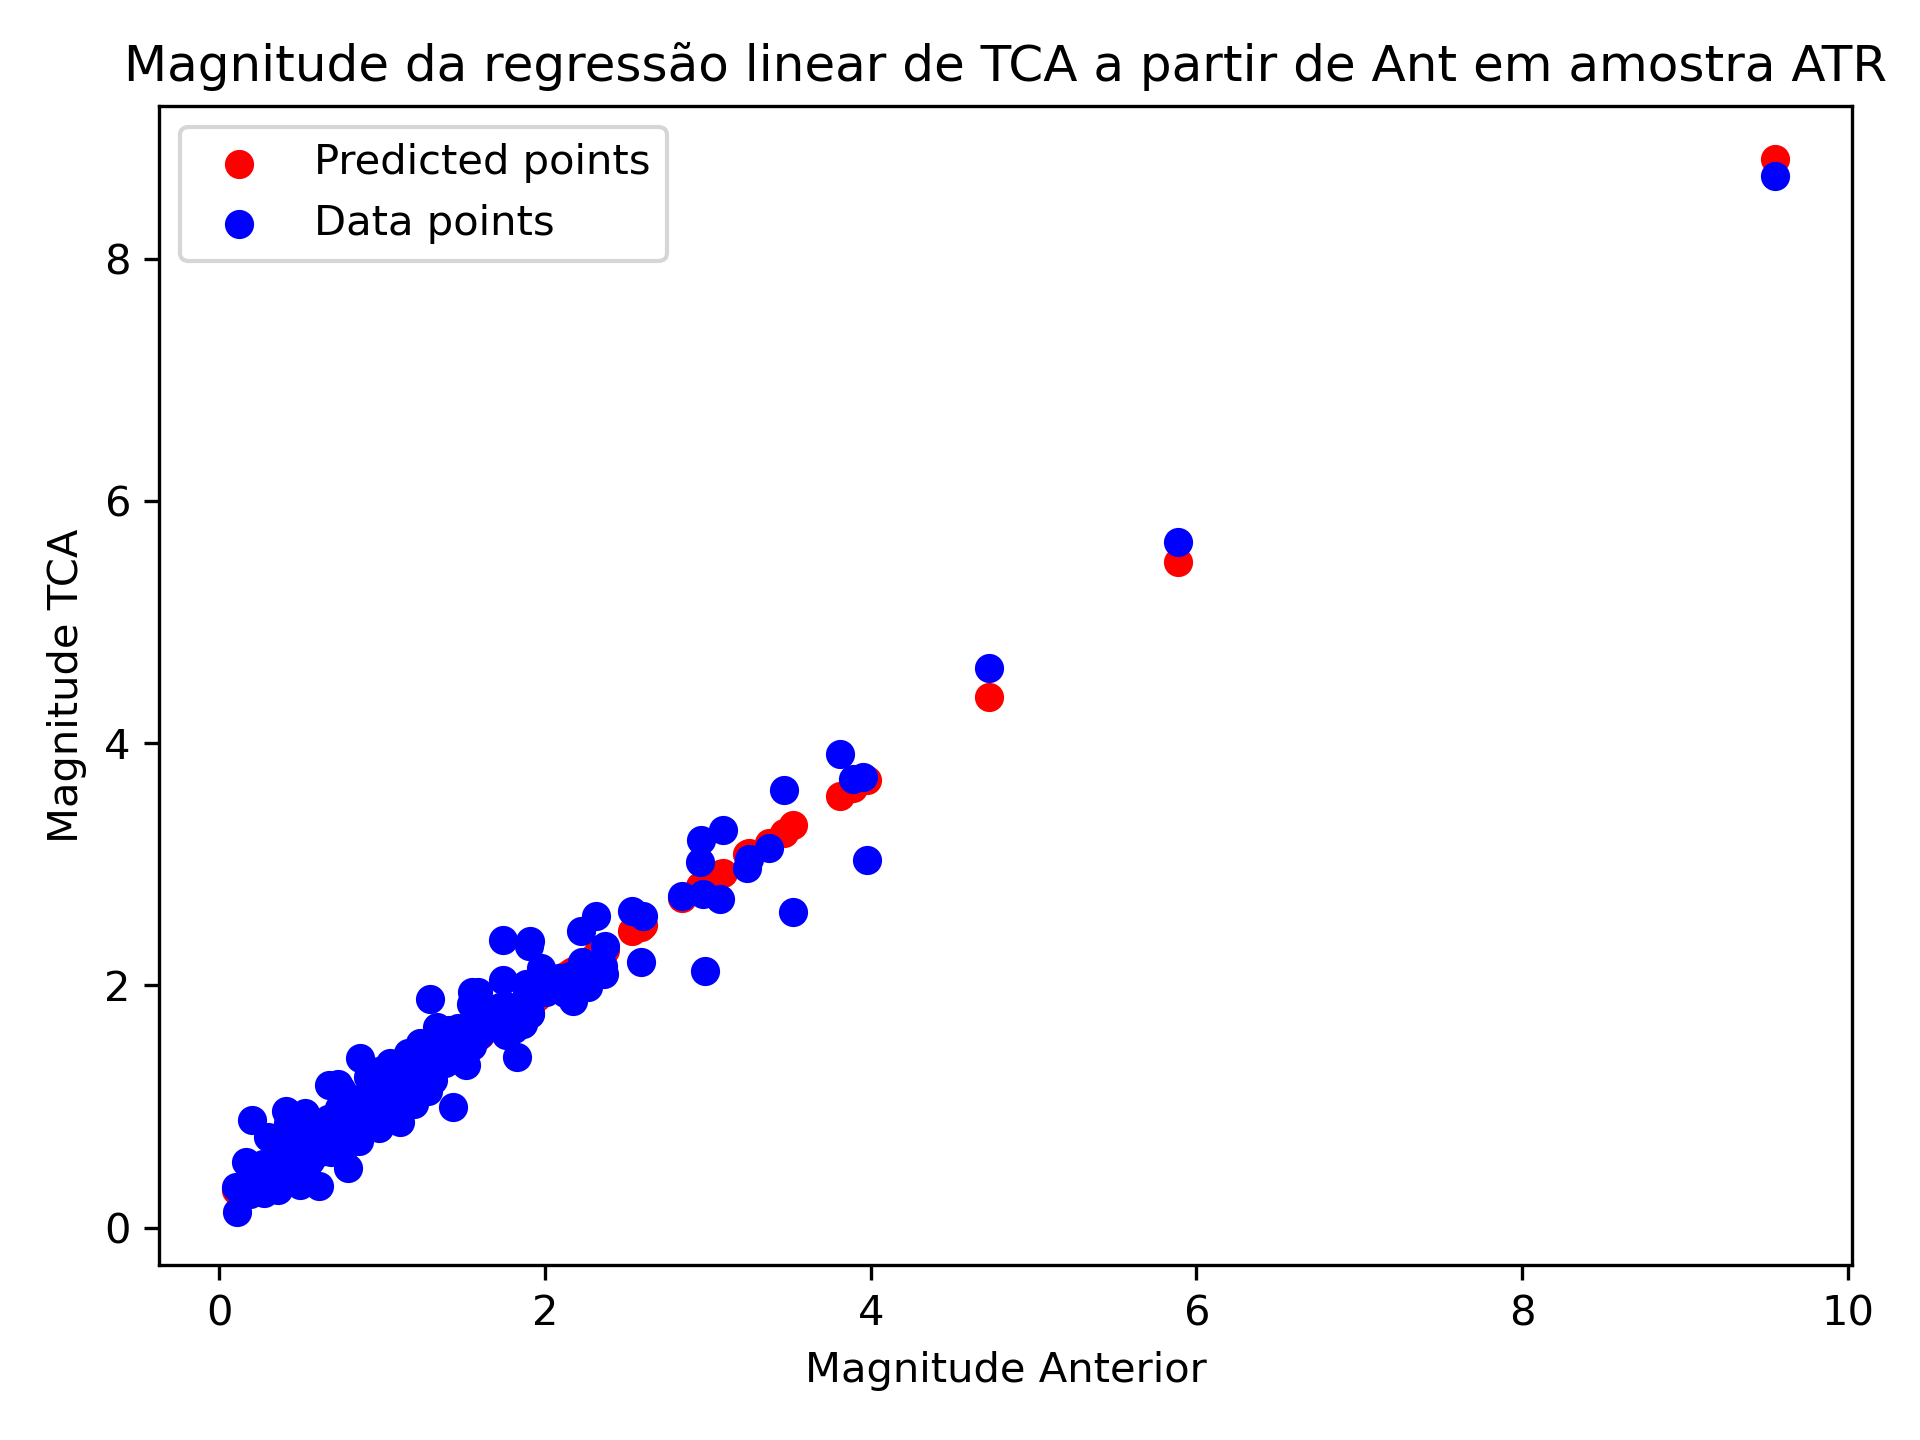 Magnitude da regressão linear de TCA a partir de Ant em amostra ATR
Predicted points
Data points
8
6
4
2
0
Magnitude TCA
0 2 4 6 8 10
Magnitude Anterior